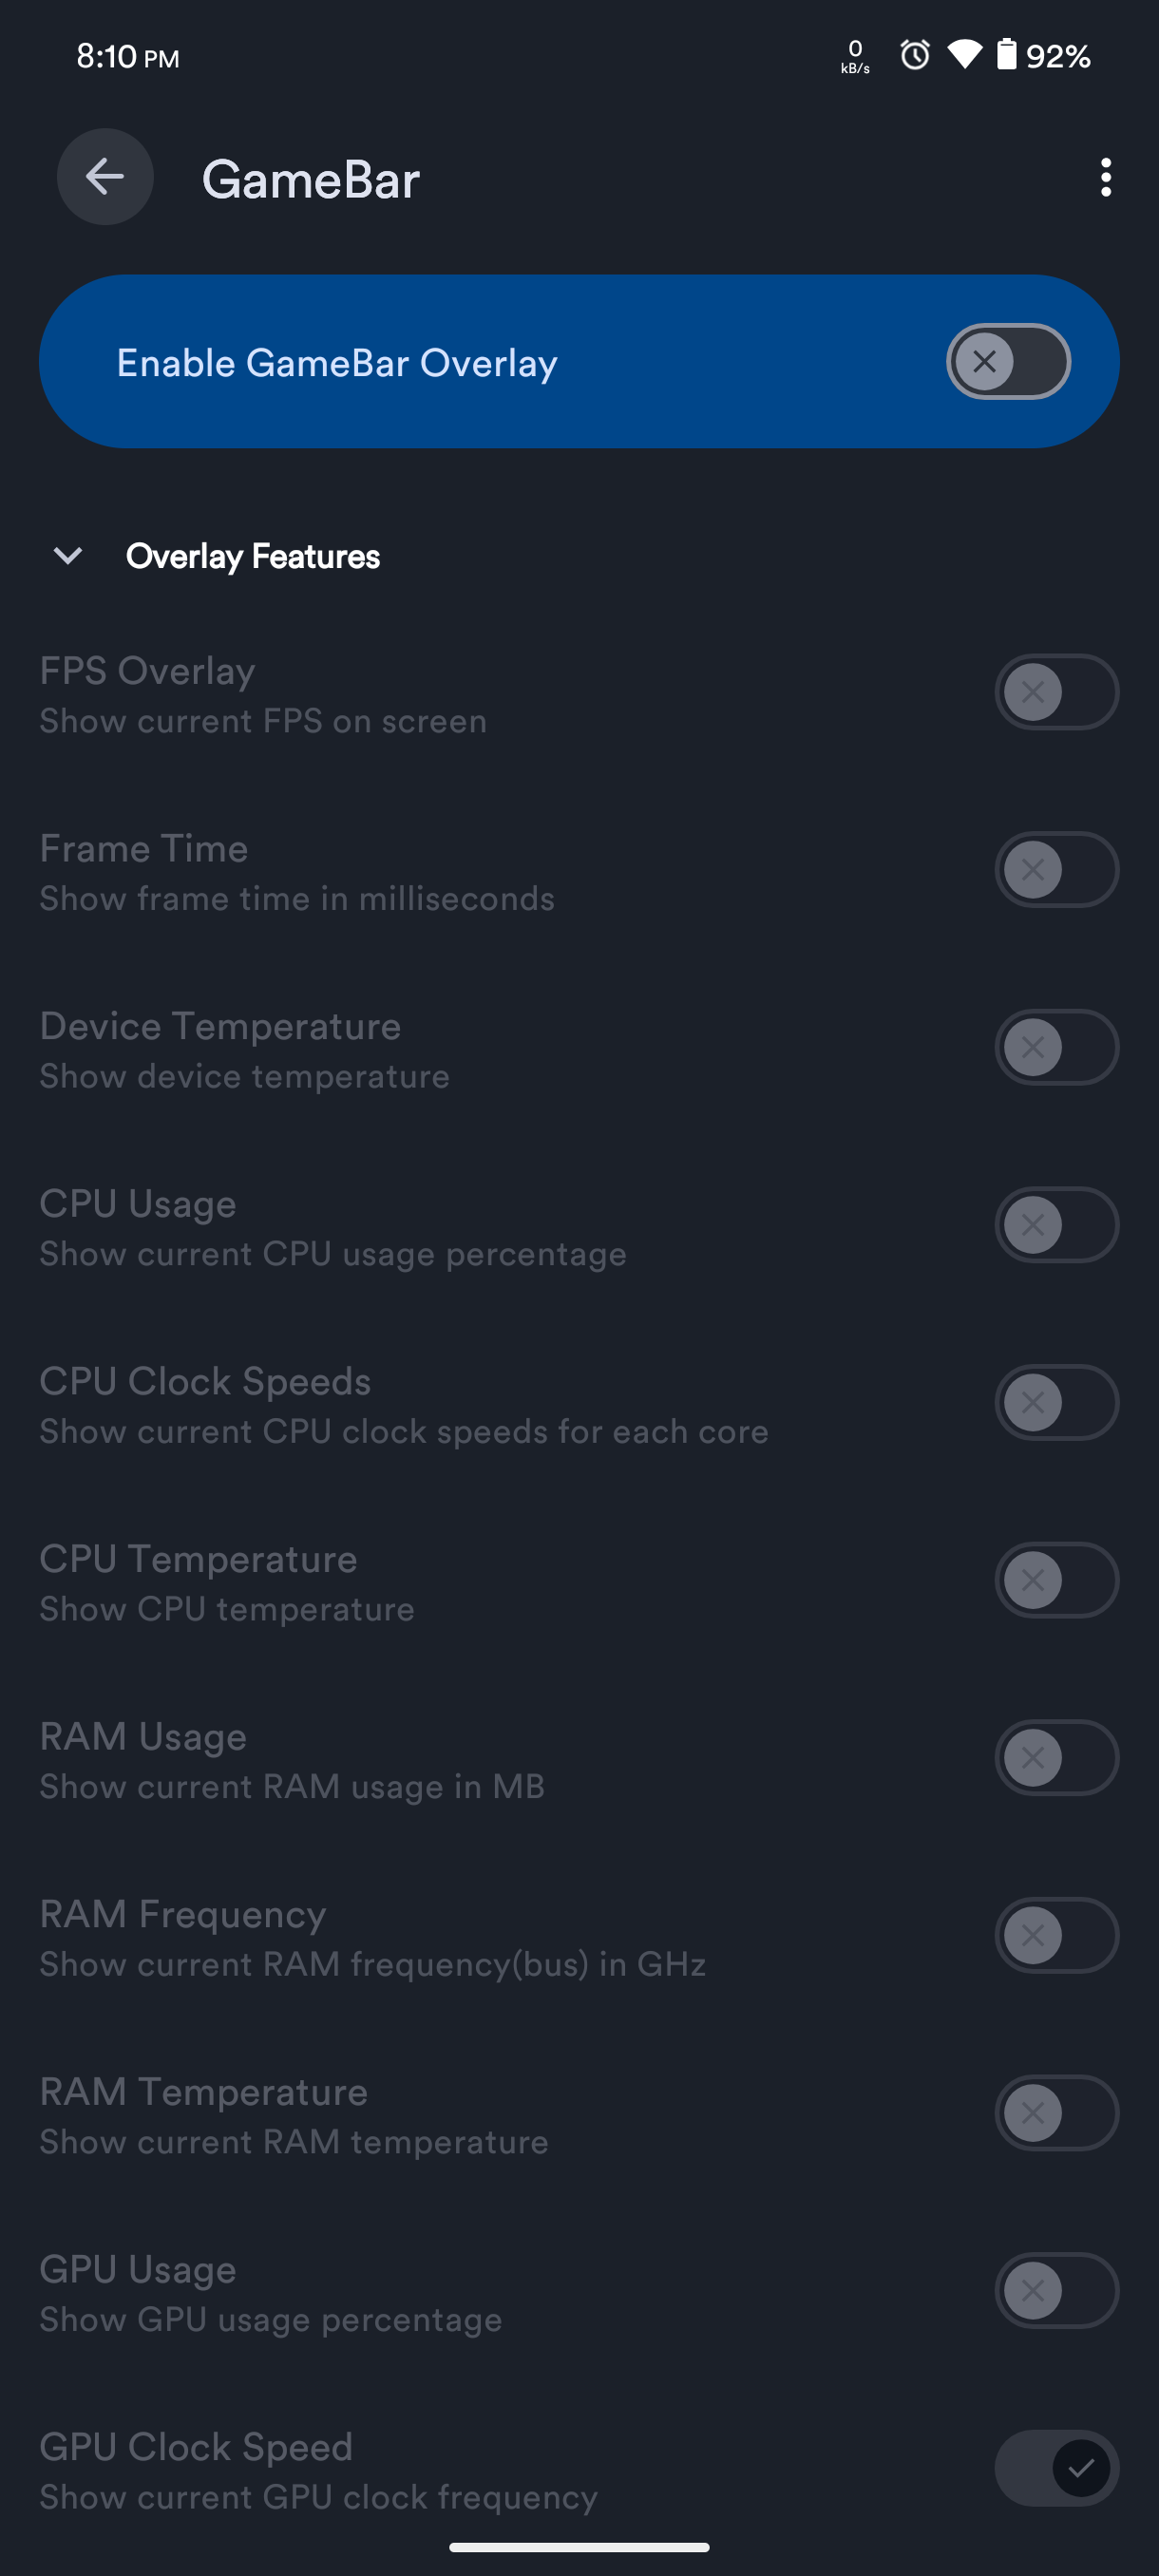 8:10 PM
0
kB/s
92%
GameBar
Enable GameBar Overlay
Overlay Features
FPS Overlay
Show current FPS on screen
Frame Time
Show frame time in milliseconds
Device Temperature
Show device temperature
CPU Usage
Show current CPU usage percentage
CPU Clock Speeds
Show current CPU clock speeds for each core
CPU Temperature
Show CPU temperature
RAM Usage
Show current RAM usage in MB
RAM Frequency
Show current RAM frequency(bus) in GHz
RAM Temperature
Show current RAM temperature
GPU Usage
Show GPU usage percentage
GPU Clock Speed
Show current GPU clock frequency